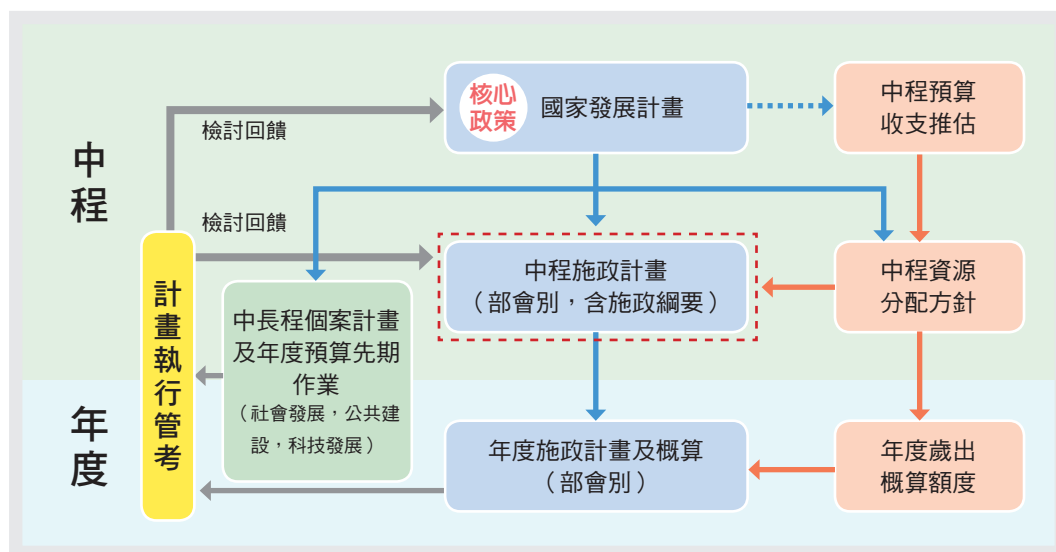 中程
檢討回饋
核心
政策
國家發展計畫
中程預算
收支推估
檢討回饋
計畫執行管考
中長程個案計畫
及年度預算先期
作業
（社會發展，公共建
設，科技發展）
中程施政計畫
（部會別，含施政綱要）
中程資源
分配方針
年度
年度施政計畫及概算
（部會別）
年度歲出
概算額度